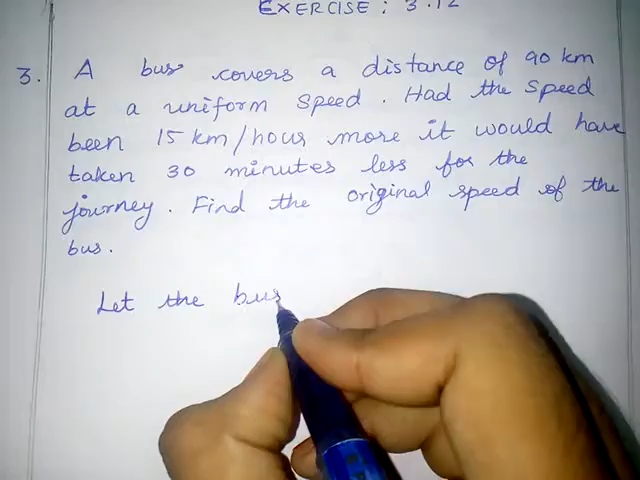 EXERCISE : 3.12
3. A bus covers a distance of 90 km
at a uniform speed. Had the speed
been 15 km/hour more it would have
taken 30 minutes less for the
journey. Find the original speed of the
bus.
Let the bus